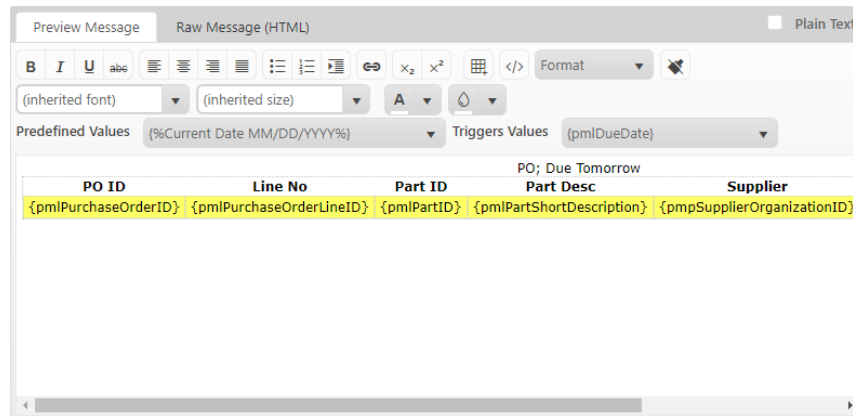 Preview Message Raw Message (HTML) Plain Text
B I U abc x₂ x² </> Format
(inherited font) (inherited size) A
Predefined Values {%Current Date MM/DD/YYYY%} Triggers Values {pmlDueDate}
PO; Due Tomorrow
PO ID Line No Part ID Part Desc Supplier
{pmlPurchaseOrderID} {pmlPurchaseOrderLineID} {pmlPartID} {pmlPartShortDescription} {pmpSupplierOrganizationID}